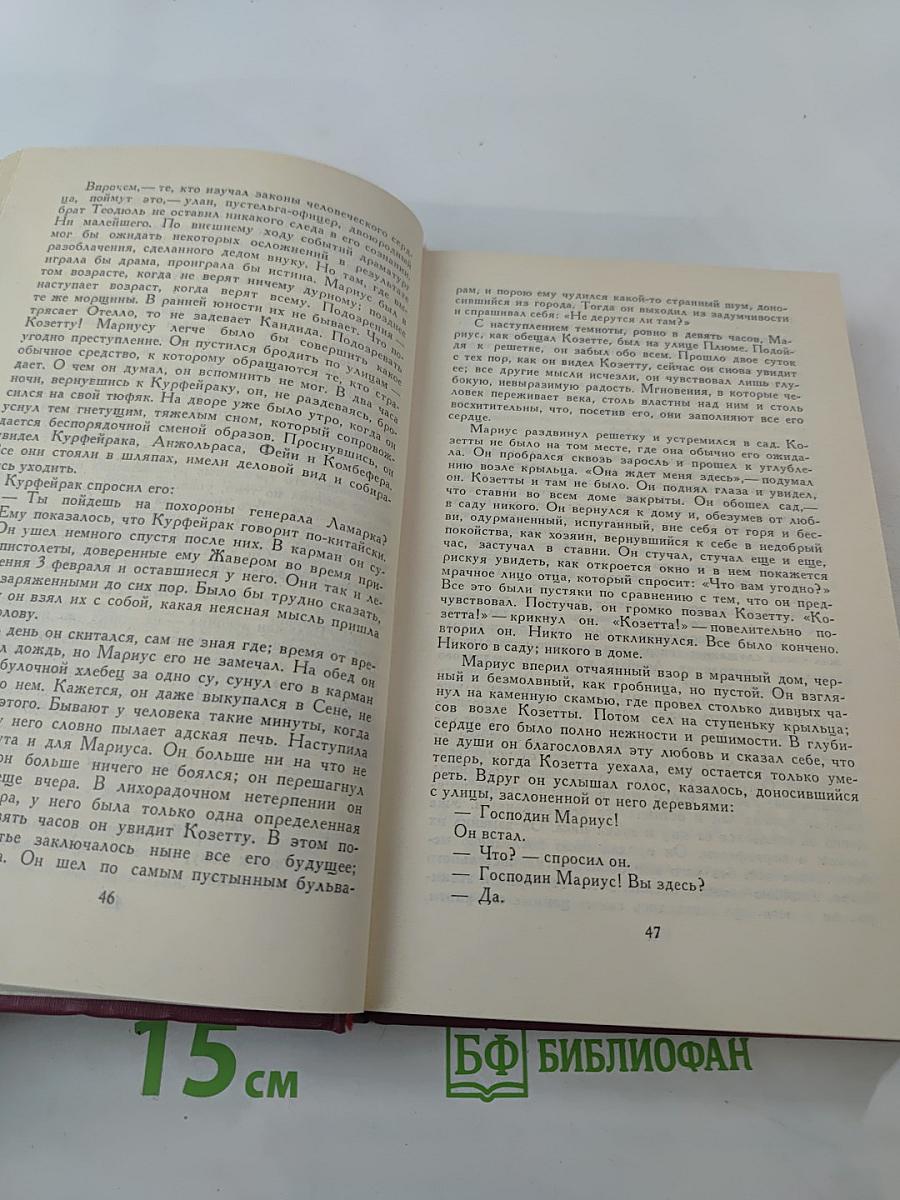 Впрочем,— те, кто изучал законы человеческого серд-
ца, поймут это,— улан, пустельга-офицер, двоюродный
брат Теодюль не оставил никакого следа в его сознании.
Ни малейшего. По внешнему ходу событий драматург
мог бы ожидать некоторых осложнений в результате
разоблачения, сделанного дедом внуку. Но там, где вы-
играла бы драма, проиграла бы истина. Мариус был в
том возрасте, когда не верят ничему дурному; позднее
наступает возраст, когда верят всему. Подозрения —
те же морщины. В ранней юности их не бывает. Что по-
трясает Отелло, то не задевает Кандида. Подозревать
Козетту! Мариусу легче было бы совершить какое
угодно преступление. Он пустился бродить по улицам —
обычное средство, к которому обращаются те, кто стра-
дает. О чем он думал, он вспомнить не мог. В два часа
ночи, вернувшись к Курфейраку, он, не раздеваясь, бро-
сился на свой тюфяк. На дворе уже было утро, когда он
уснул тем гнетущим, тяжелым сном, который сопровож-
дается беспорядочной сменой образов. Проснувшись, он
увидел Курфейрака, Анжольраса, Фейи и Комбефера.
се они стояли в шляпах, имели деловой вид и собира-
сь уходить.
Курфейрак спросил его:
— Ты пойдешь на похороны генерала Ламарка?
Ему показалось, что Курфейрак говорит по-китайски.
Он ушел немного спустя после них. В карман он су-
пистолеты, доверенные ему Жавером во время при-
ения 3 февраля и оставшиеся у него. Они так и ле-
заряженными до сих пор. Было бы трудно сказать,
у он взял их с собой, какая неясная мысль пришла
олову.
день он скитался, сам не зная где; время от вре-
л дождь, но Мариус его не замечал. На обед он
булочной хлебец за одно су, сунул его в карман
о нем. Кажется, он даже выкупался в Сене, не
этого. Бывают у человека такие минуты, когда
у него словно пылает адская печь. Наступила
ута и для Мариуса. Он больше ни на что не
он больше ничего не боялся; он перешагнул
еще вчера. В лихорадочном нетерпении он
ра, у него была только одна определенная
вять часов он увидит Козетту. В этом по-
тье заключалось ныне все его будущее;
а. Он шел по самым пустынным бульва-
46
рам, и порою ему чудился какой-то странный шум, доно-
сившийся из города. Тогда он выходил из задумчивости
и спрашивал себя: «Не дерутся ли там?»
С наступлением темноты, ровно в девять часов, Ма-
риус, как обещал Козетте, был на улице Плюме. Подой-
дя к решетке, он забыл обо всем. Прошло двое суток
с тех пор, как он видел Козетту, сейчас он снова увидит
ее; все другие мысли исчезли, он чувствовал лишь глу-
бокую, невыразимую радость. Мгновения, в которые че-
ловек переживает века, столь властны над ним и столь
восхитительны, что, посетив его, они заполняют все его
сердце.
Мариус раздвинул решетку и устремился в сад. Ко-
зетты не было на том месте, где она обычно его ожида-
ла. Он пробрался сквозь заросль и прошел к углубле-
нию возле крыльца. «Она ждет меня здесь»,— подумал
он. Козетты и там не было. Он поднял глаза и увидел,
что ставни во всем доме закрыты. Он обошел сад,—
в саду никого. Он вернулся к дому и, обезумев от люб-
ви, одурманенный, испуганный, вне себя от горя и бес-
покойства, как хозяин, вернувшийся к себе в недобрый
час, застучал в ставни. Он стучал, стучал еще и еще,
рискуя увидеть, как откроется окно и в нем покажется
мрачное лицо отца, который спросит: «Что вам угодно?»
Все это были пустяки по сравнению с тем, что он пред-
чувствовал. Постучав, он громко позвал Козетту. «Ко-
зетта!» — крикнул он. «Козетта!» — повелительно по-
вторил он. Никто не откликнулся. Все было кончено.
Никого в саду; никого в доме.
Мариус вперил отчаянный взор в мрачный дом, чер-
ный и безмолвный, как гробница, но пустой. Он взгля-
нул на каменную скамью, где провел столько дивных ча-
сов возле Козетты. Потом сел на ступеньку крыльца;
сердце его было полно нежности и решимости. В глуби-
не души он благословлял эту любовь и сказал себе, что
теперь, когда Козетта уехала, ему остается только уме-
реть. Вдруг он услышал голос, казалось, доносившийся
с улицы, заслоненной от него деревьями:
— Господин Мариус!
Он встал.
— Что? — спросил он.
— Господин Мариус! Вы здесь?
— Да.
47
15 см
БФ БИБЛИОФАН